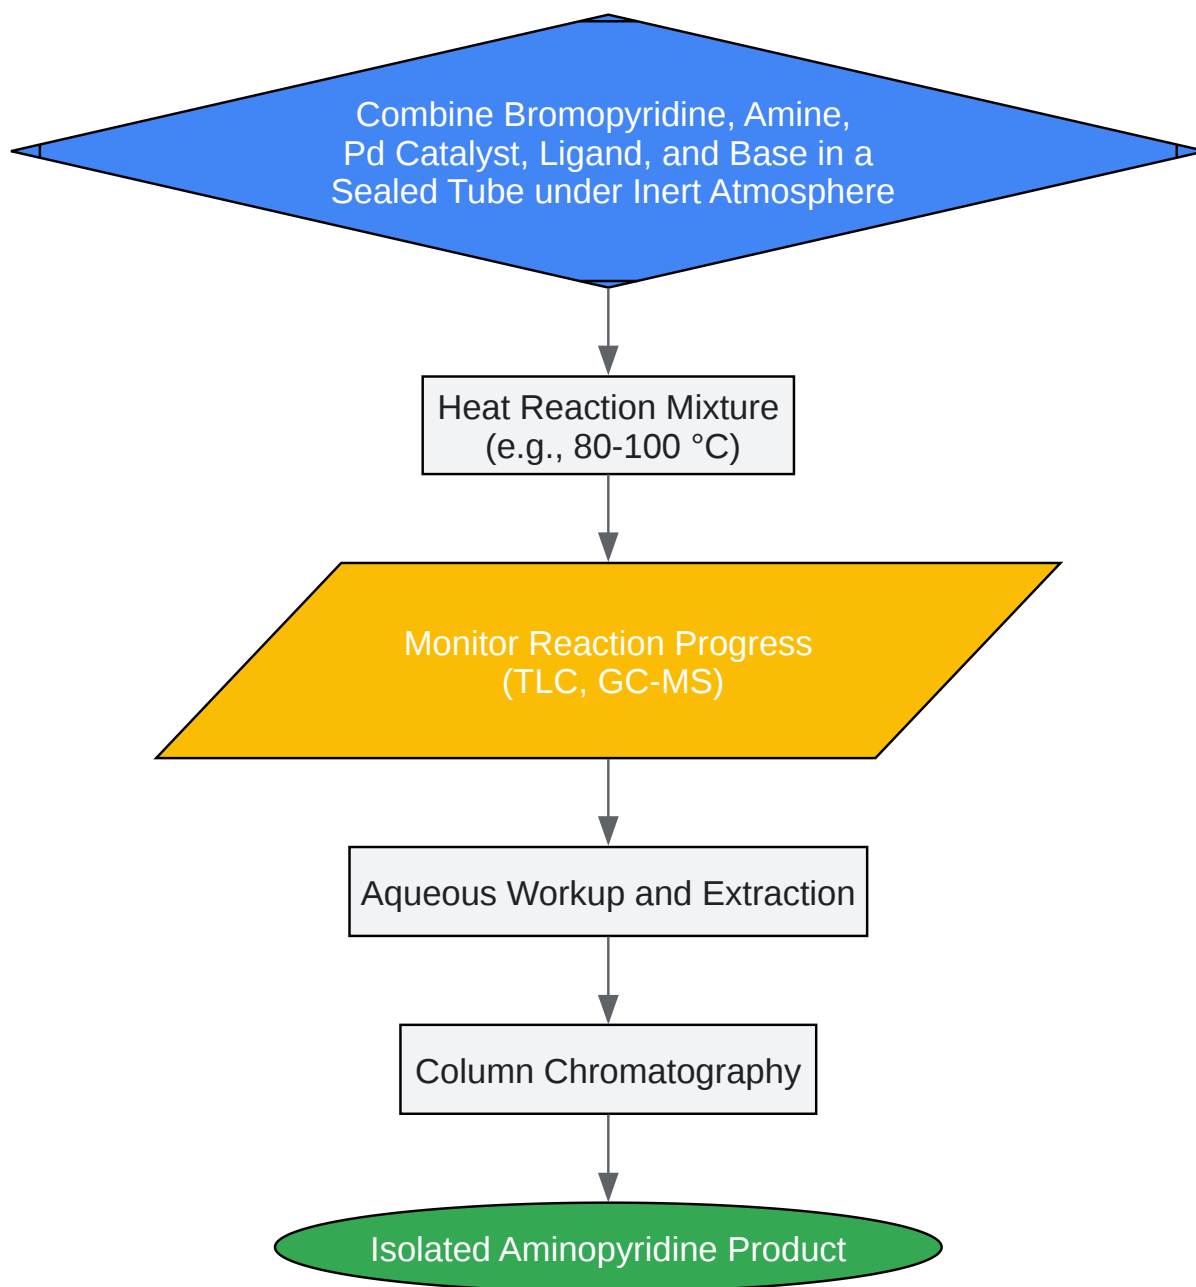 Combine Bromopyridine, Amine,
Pd Catalyst, Ligand, and Base in a
Sealed Tube under Inert Atmosphere
Heat Reaction Mixture
(e.g., 80-100 °C)
Monitor Reaction Progress
(TLC, GC-MS)
Aqueous Workup and Extraction
Column Chromatography
Isolated Aminopyridine Product